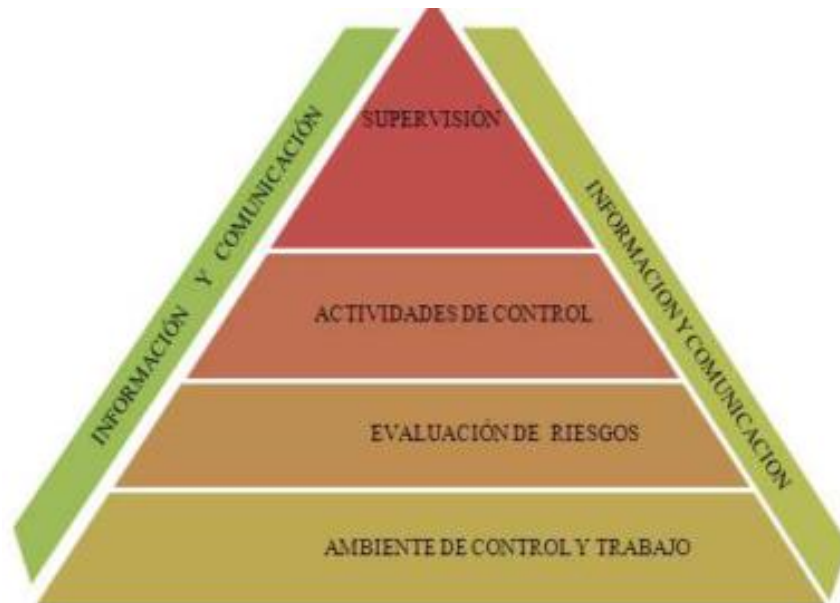 SUPERVISIÓN
INFORMACIÓN Y COMUNICACIÓN
INFORMACION Y COMUNICACION
ACTIVIDADES DE CONTROL
EVALUACIÓN DE RIESGOS
AMBIENTE DE CONTROL Y TRABAJO